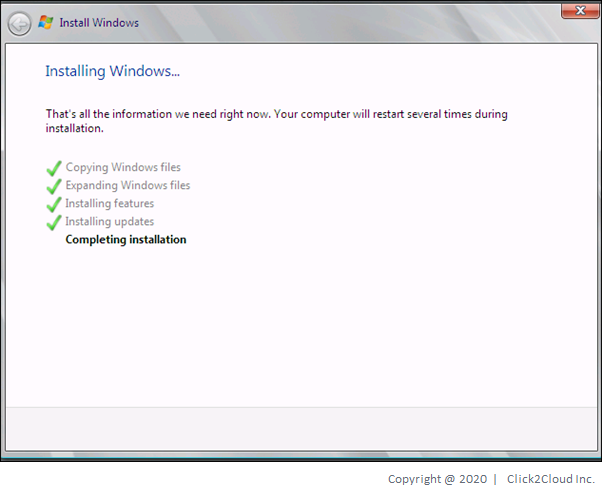 Install Windows
Installing Windows...
That's all the information we need right now. Your computer will restart several times during
installation.
Copying Windows files
Expanding Windows files
Installing features
Installing updates
Completing installation
Copyright @ 2020 | Click2Cloud Inc.